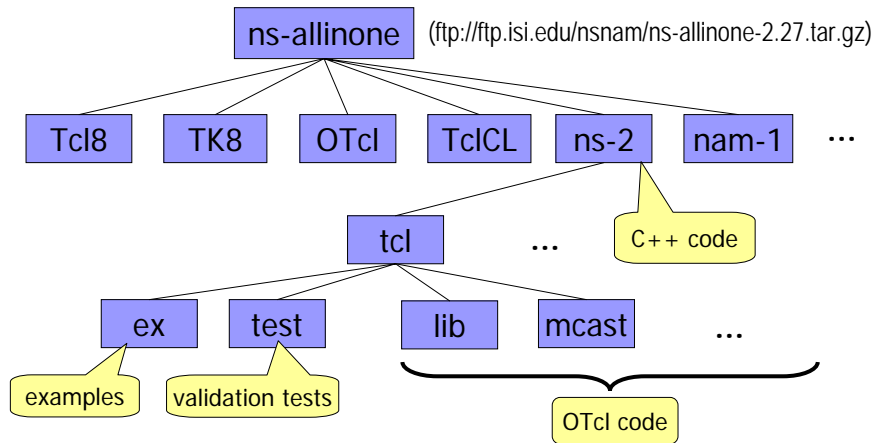 ns-allinone (ftp://ftp.isi.edu/nsnam/ns-allinone-2.27.tar.gz)
Tcl8 TK8 OTcl TclCL ns-2 nam-1 ...
tcl ... C++ code
ex test lib mcast ...
examples validation tests
OTcl code